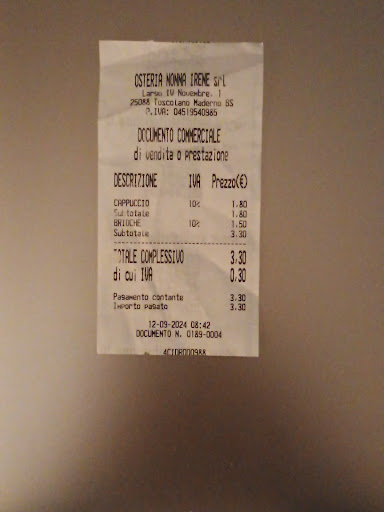 OSTERIA NONNA IRENE srl
Largo IV Novembre, 1
25088 Toscolano Maderno BS
P.IVA: 04519540985
DOCUMENTO COMMERCIALE
di vendita o prestazione
DESCRIZIONE IVA Prezzo(€)
CAPPUCCIO 10% 1.80
Subtotale 1.80
BRIOCHE 10% 1.50
Subtotale 3.30
TOTALE COMPLESSIVO 3,30
di cui IVA 0,30
Pagamento contante 3.30
Importo pagato 3.30
12-09-2024 08:42
DOCUMENTO N. 0189-0004